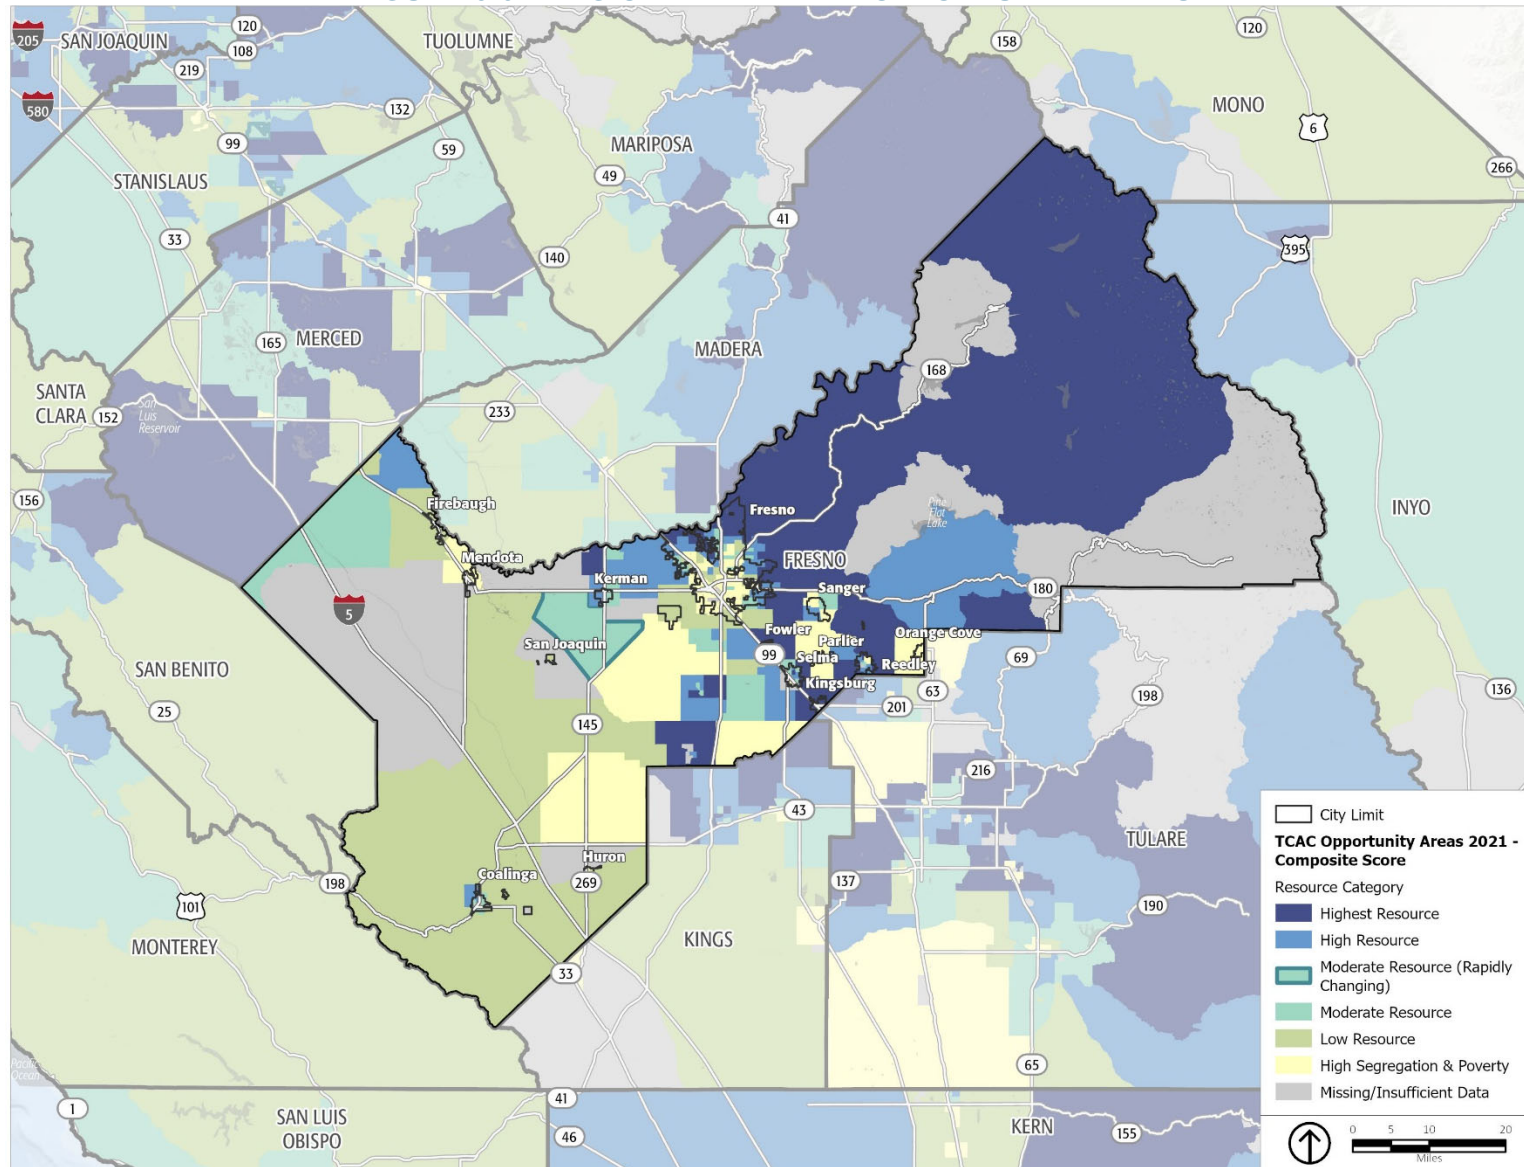 120
205
SAN JOAQUIN
108
TUOLUMNE
158
120
219
580
132
MONO
6
99
59
MARIPOSA
49
266
STANISLAUS
33
41
395
140
165
MERCED
MADERA
168
SANTA
CLARA
152
San
Luis
Reservoir
233
156
Firebaugh
Fresno
Pine
Flat
Lake
INYO
Mendota
FRESNO
Kerman
Sanger
180
5
San Joaquin
Fowler
Parlier
Orange Cove
99
Selma
Reedley
69
SAN BENITO
Kingsburg
63
198
136
25
145
201
216
43
TULARE
Huron
Coalinga
198
269
137
101
190
MONTEREY
KINGS
33
65
Pacific
Ocean
1
41
SAN LUIS
OBISPO
46
KERN
155
City Limit
TCAC Opportunity Areas 2021 -
Composite Score
Resource Category
Highest Resource
High Resource
Moderate Resource (Rapidly
Changing)
Moderate Resource
Low Resource
High Segregation & Poverty
Missing/Insufficient Data
0 5 10 20
Miles